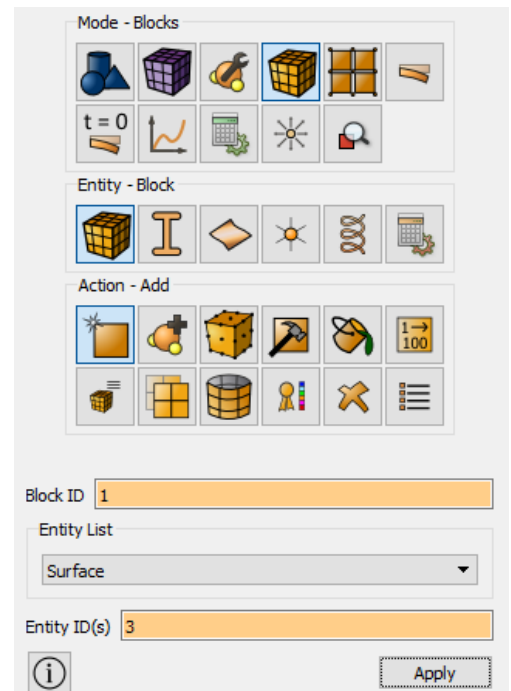 Mode - Blocks
t = 0
Entity - Block
Action - Add
1→
100
Block ID 1
Entity List
Surface
Entity ID(s) 3
i Apply